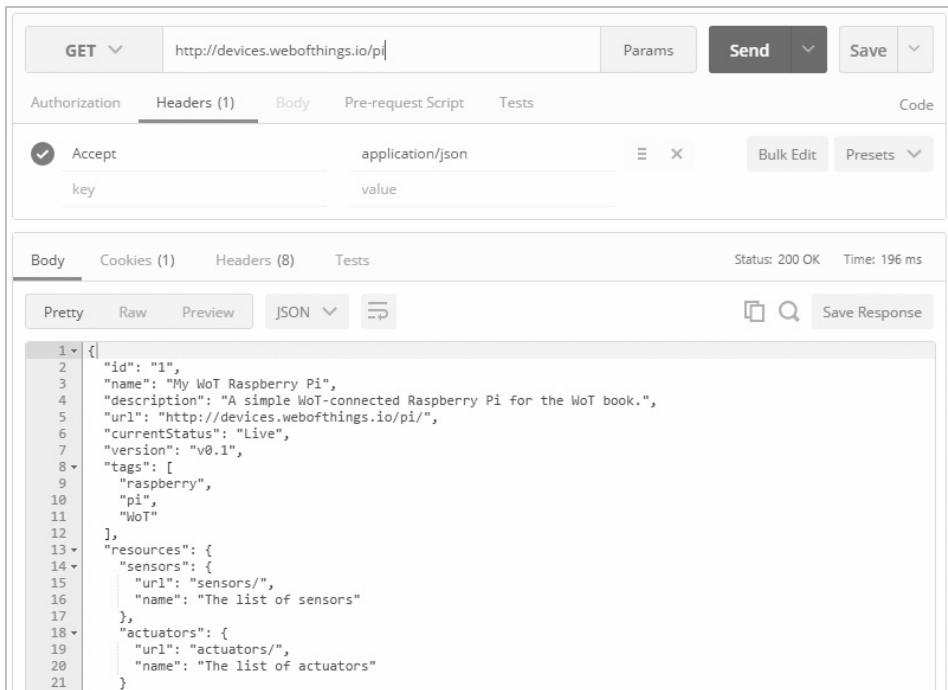 GET http://devices.webofthings.io/pi Params Send Save
Authorization Headers (1) Body Pre-request Script Tests Code
Accept application/json Bulk Edit Presets
key value
Body Cookies (1) Headers (8) Tests Status: 200 OK Time: 196 ms
Pretty Raw Preview JSON Save Response
1 {
2 "id": "1",
3 "name": "My WoT Raspberry Pi",
4 "description": "A simple WoT-connected Raspberry Pi for the WoT book.",
5 "url": "http://devices.webofthings.io/pi/",
6 "currentStatus": "Live",
7 "version": "v0.1",
8 "tags": [
9 "raspberry",
10 "pi",
11 "WoT"
12 ],
13 "resources": {
14 "sensors": {
15 "url": "sensors/",
16 "name": "The list of sensors"
17 },
18 "actuators": {
19 "url": "actuators/",
20 "name": "The list of actuators"
21 }